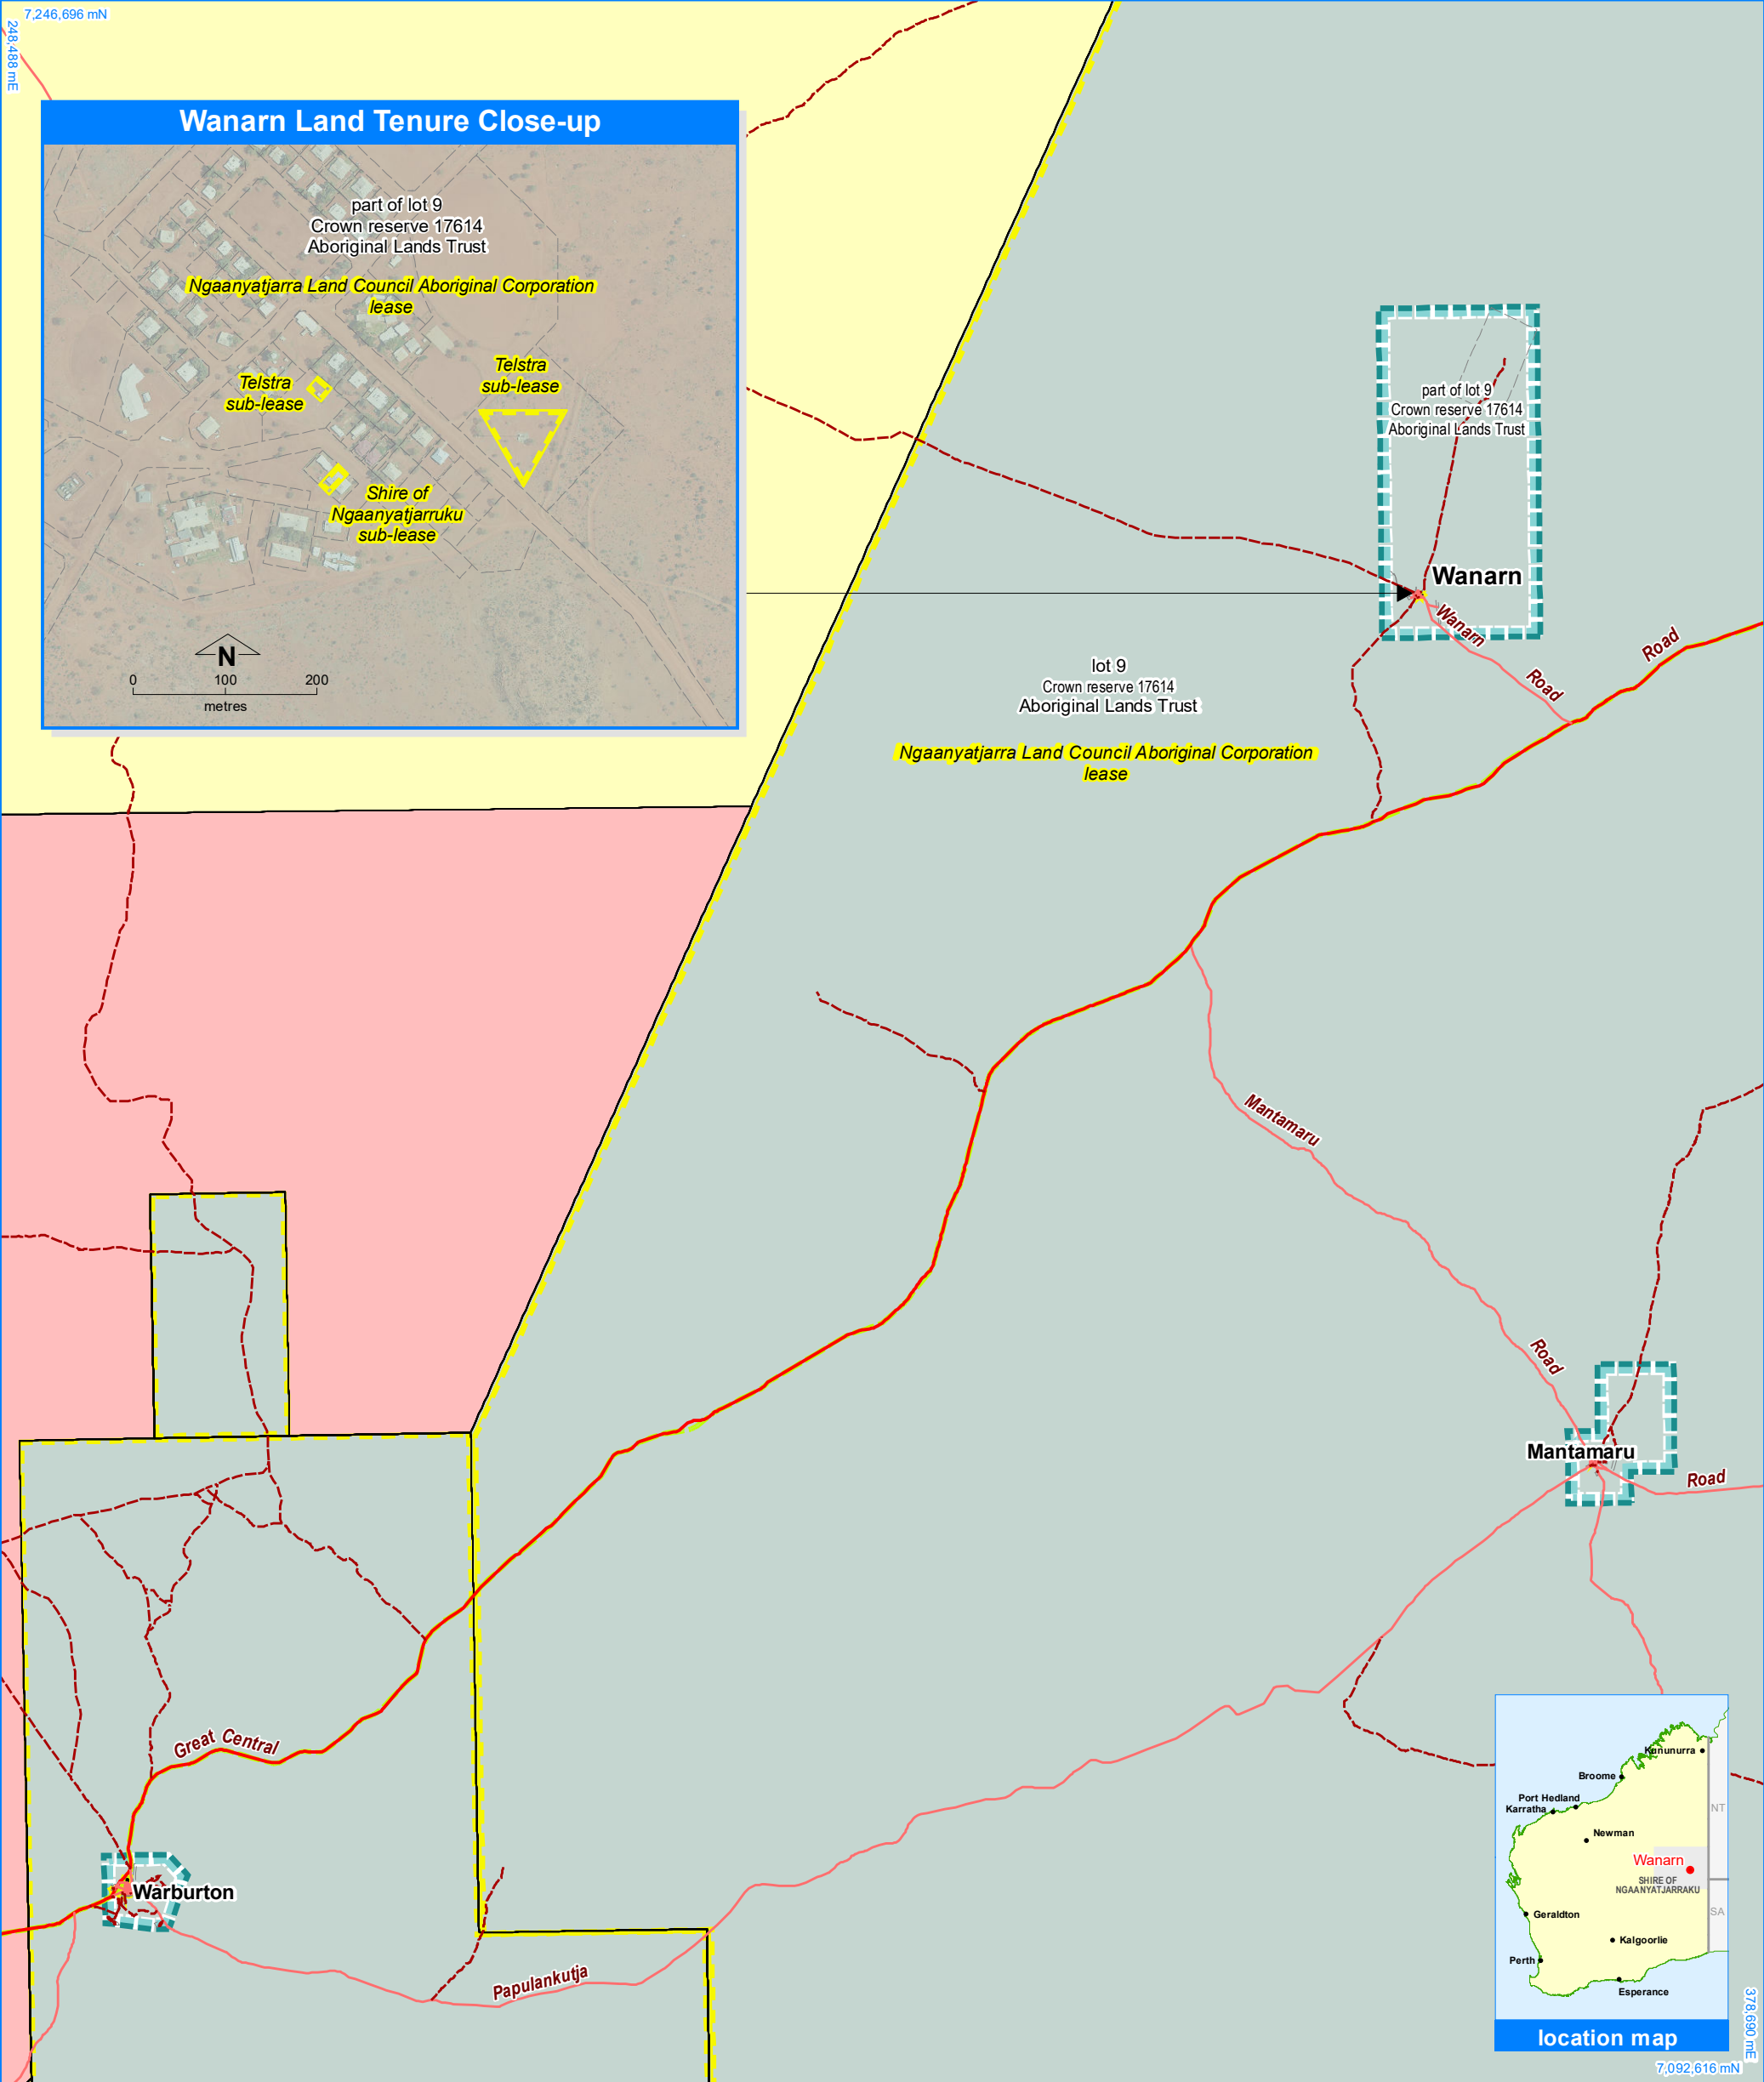 7,246,696 mN
248,488 mE
Wanarn Land Tenure Close-up
part of lot 9
Crown reserve 17614
Aboriginal Lands Trust
Ngaanyatjarra Land Council Aboriginal Corporation
lease
Telstra
sub-lease
Telstra
sub-lease
Shire of
Ngaanyatjarruku
sub-lease
N
0 100 200
metres
part of lot 9
Crown reserve 17614
Aboriginal Lands Trust
Wanarn
Wanarn
Road
Road
lot 9
Crown reserve 17614
Aboriginal Lands Trust
Ngaanyatjarra Land Council Aboriginal Corporation
lease
Mantamaru
Road
Mantamaru
Road
Great Central
Warburton
Papulankutja
Kununurra
Broome
Port Hedland
Karratha
Newman
NT
Wanarn
SHIRE OF
NGAANYATJARRAKU
SA
Geraldton
Kalgoorlie
Perth
Esperance
location map
378,690 mE
7,092,616 mN